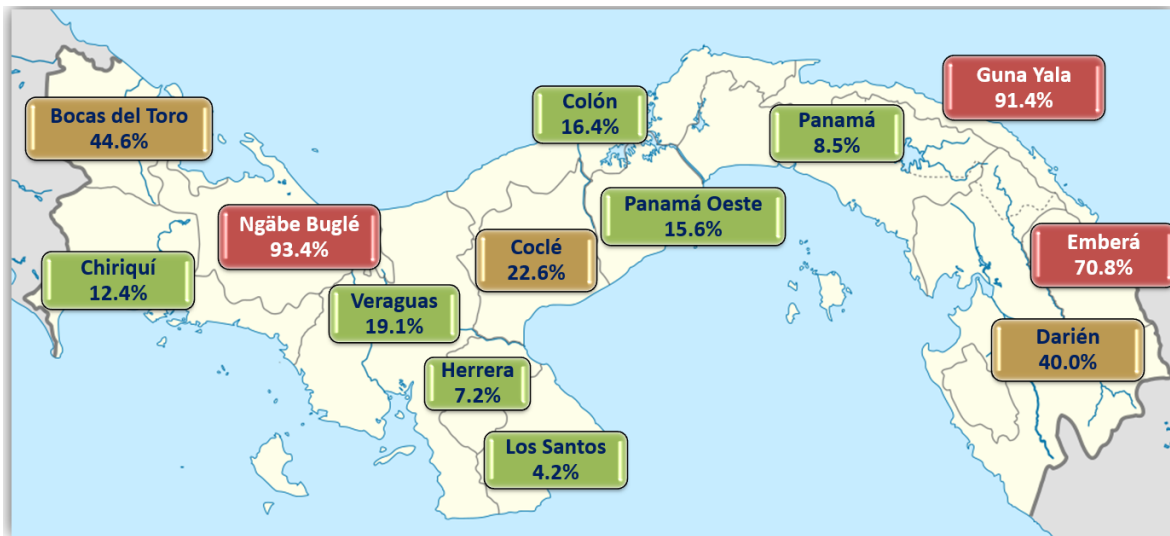 Guna Yala
91.4%
Bocas del Toro
44.6%
Colón
16.4%
Panamá
8.5%
Ngäbe Buglé
93.4%
Panamá Oeste
15.6%
Coclé
22.6%
Emberá
70.8%
Chiriquí
12.4%
Veraguas
19.1%
Darién
40.0%
Herrera
7.2%
Los Santos
4.2%